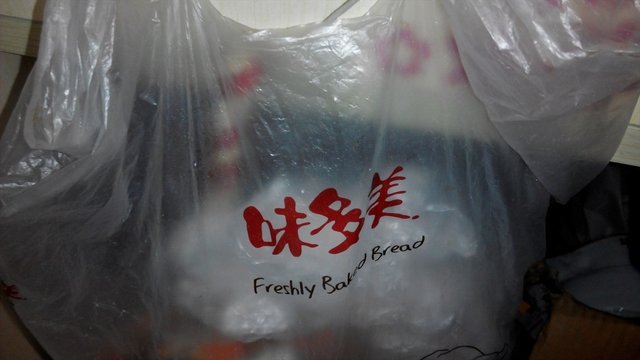 味多美
Freshly Baked Bread